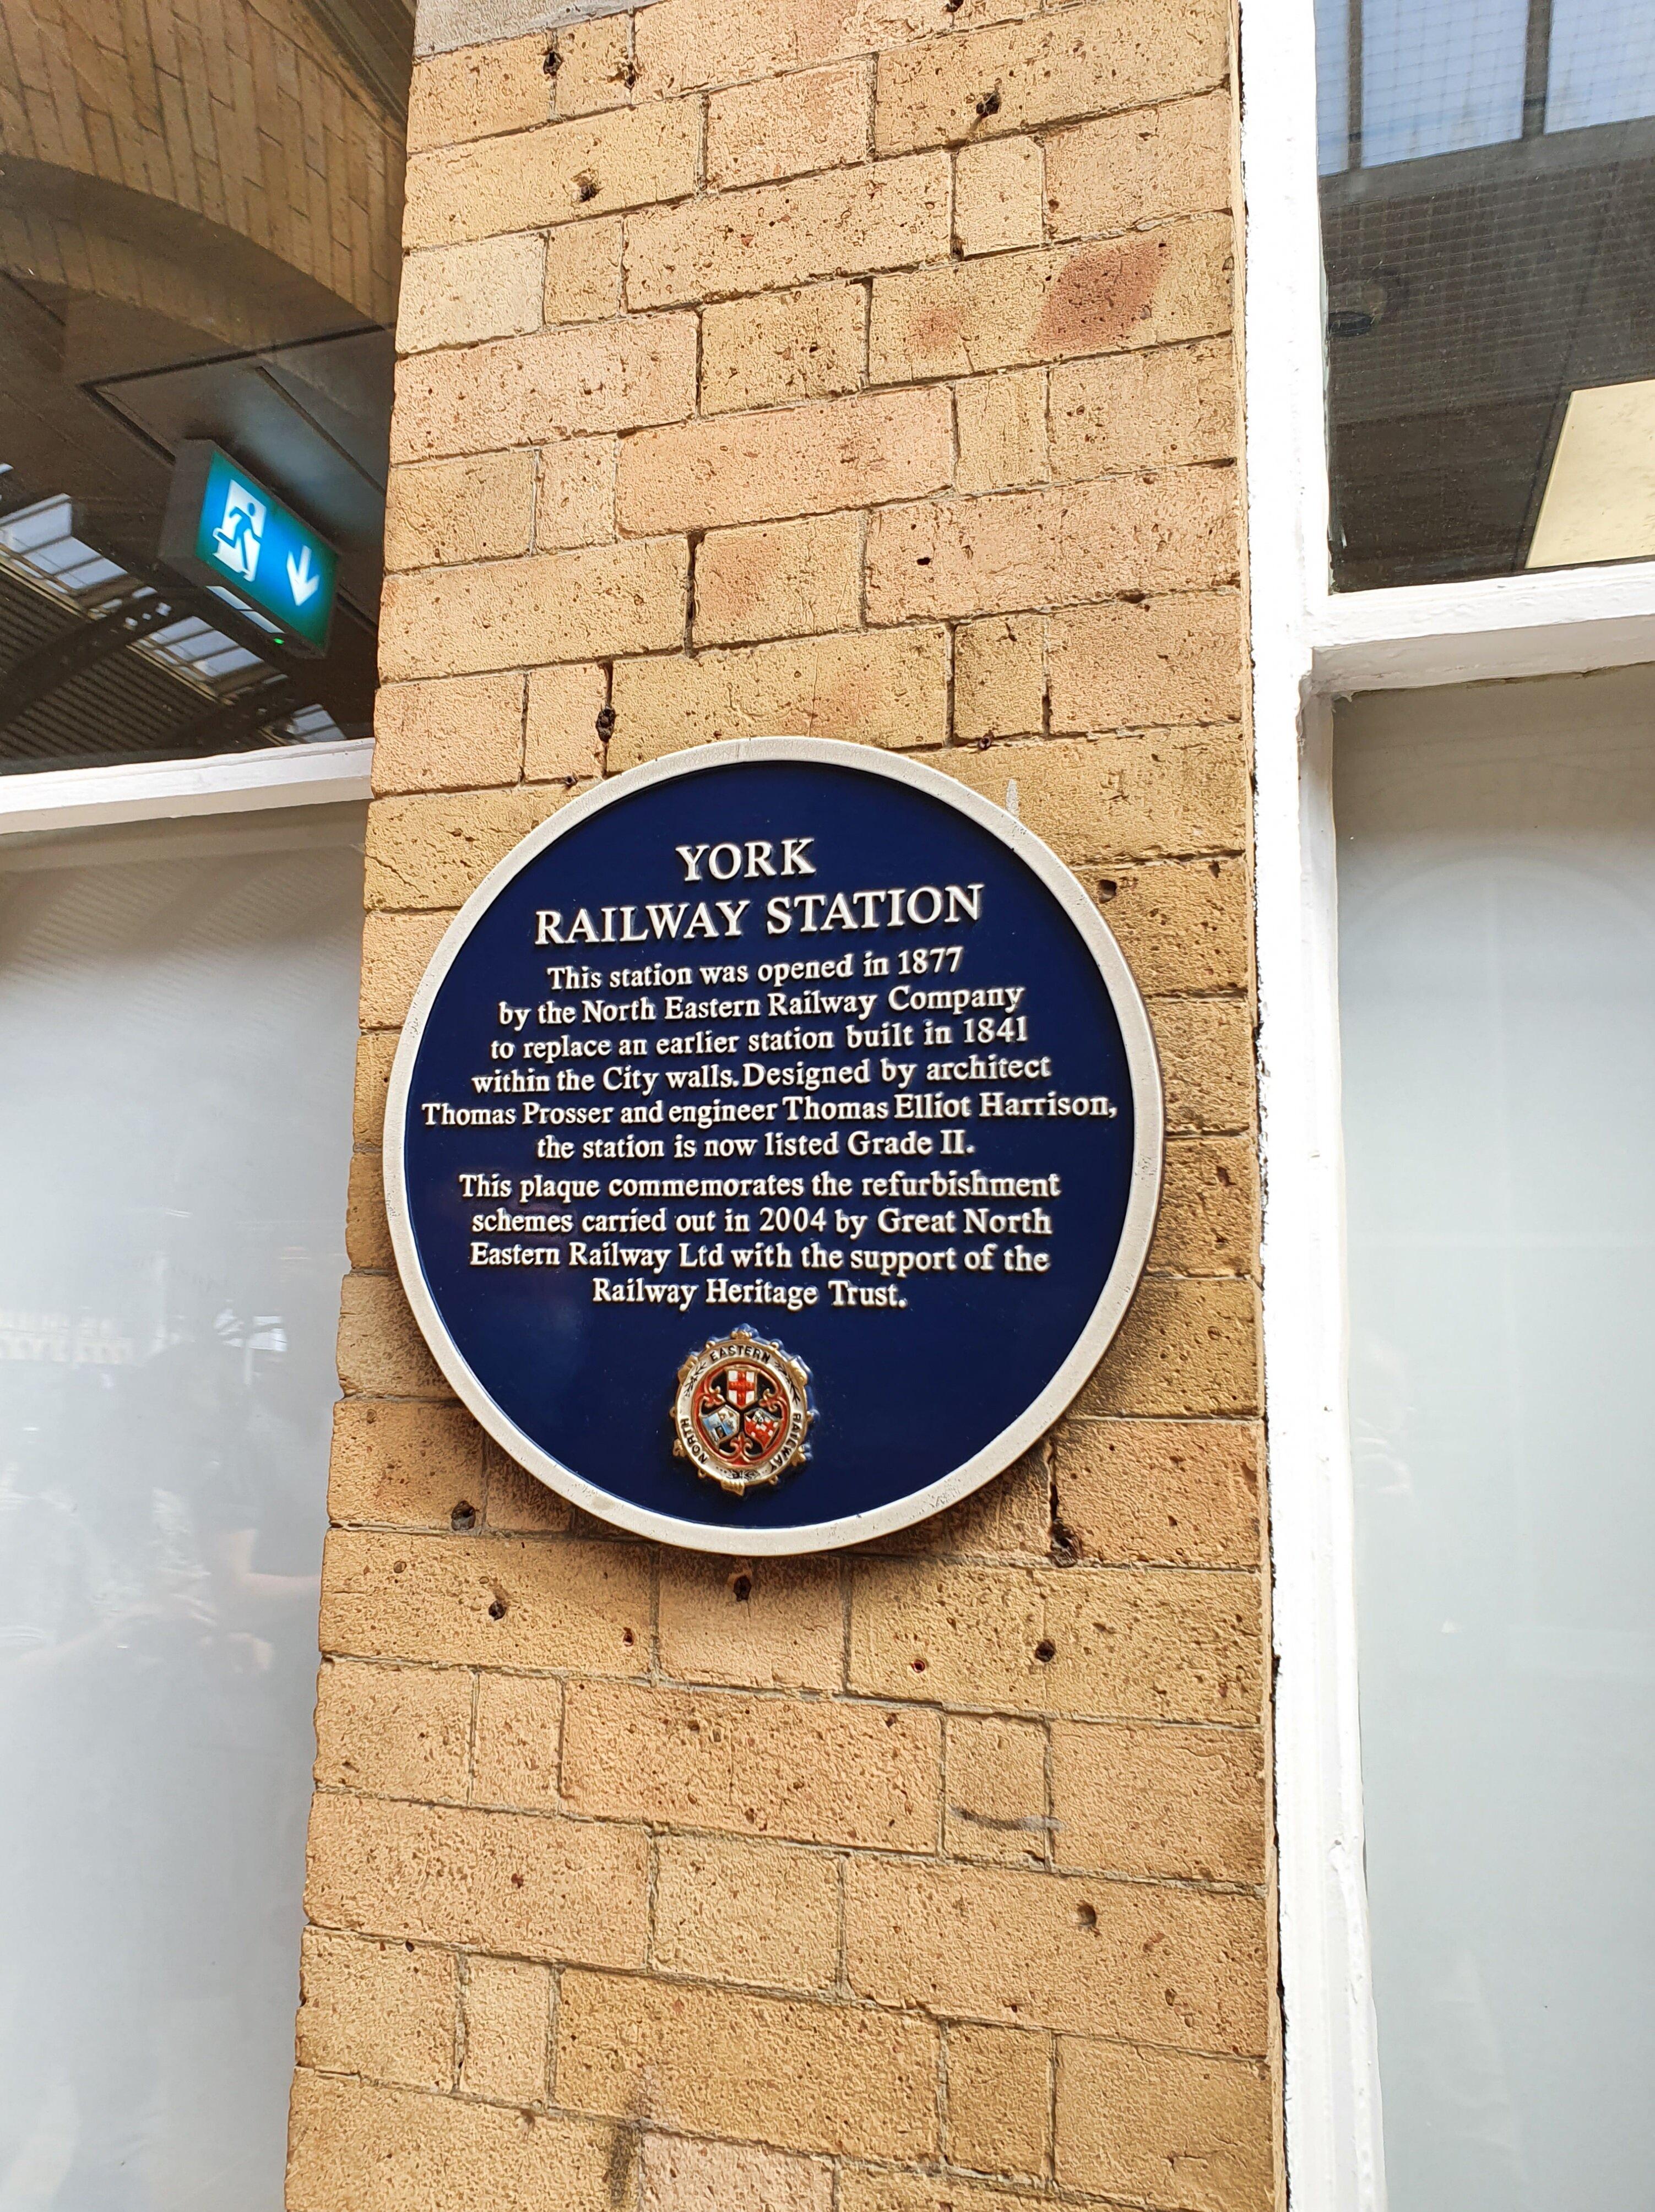 YORK
RAILWAY STATION
This station was opened in 1877
by the North Eastern Railway Company
to replace an earlier station built in 1841
within the City walls. Designed by architect
Thomas Prosser and engineer Thomas Elliot Harrison,
the station is now listed Grade II.
This plaque commemorates the refurbishment
schemes carried out in 2004 by Great North
Eastern Railway Ltd with the support of the
Railway Heritage Trust.
NORTH EASTERN RAILWAY